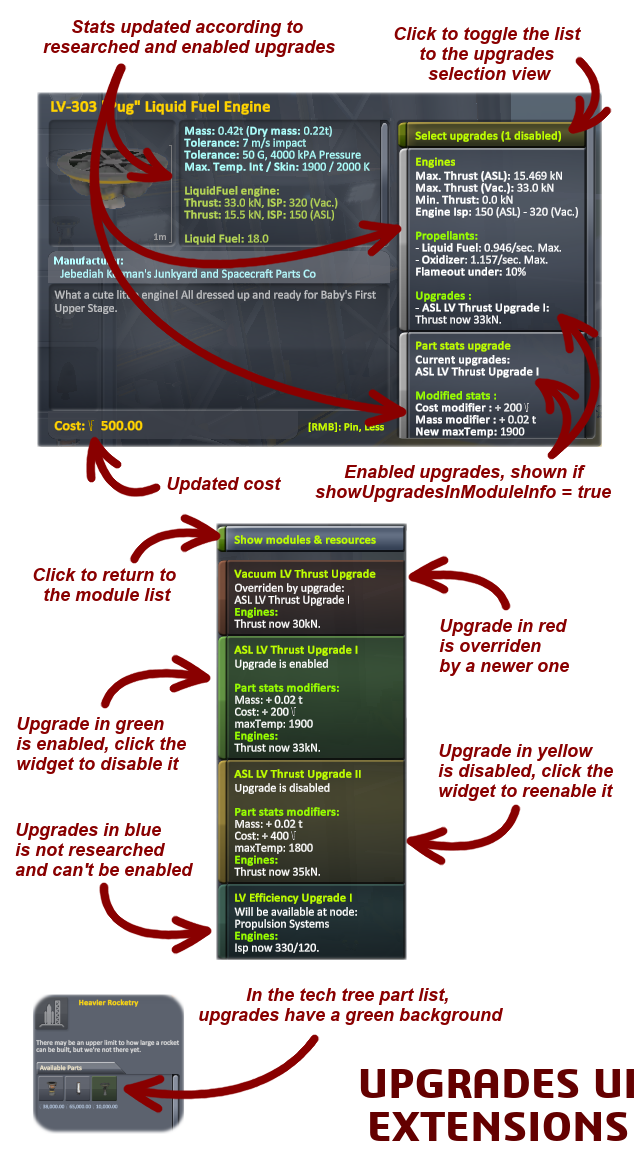 Stats updated according to
researched and enabled upgrades
Click to toggle the list
to the upgrades
selection view
LV-303 "Pug" Liquid Fuel Engine
Mass: 0.42t (Dry mass: 0.22t)
Tolerance: 7 m/s impact
Tolerance: 50 G, 4000 kPA Pressure
Max. Temp. Int / Skin: 1900 / 2000 K
LiquidFuel engine:
Thrust: 33.0 kN, ISP: 320 (Vac.)
Thrust: 15.5 kN, ISP: 150 (ASL)
Liquid Fuel: 18.0
1m
Manufacturer:
Jebediah Kerman's Junkyard and Spacecraft Parts Co
What a cute little engine! All dressed up and ready for Baby's First
Upper Stage.
Cost: 500.00
[RMB]: Pin, Less
Select upgrades (1 disabled)
Engines
Max. Thrust (ASL): 15.469 kN
Max. Thrust (Vac.): 33.0 kN
Min. Thrust: 0.0 kN
Engine Isp: 150 (ASL) - 320 (Vac.)
Propellants:
- Liquid Fuel: 0.946/sec. Max.
- Oxidizer: 1.157/sec. Max.
Flameout under: 10%
Upgrades :
- ASL LV Thrust Upgrade I:
Thrust now 33kN.
Part stats upgrade
Current upgrades:
ASL LV Thrust Upgrade I
Modified stats :
Cost modifier : + 200
Mass modifier : + 0.02 t
New maxTemp: 1900
Updated cost
Enabled upgrades, shown if
showUpgradesInModuleInfo = true
Show modules & resources
Vacuum LV Thrust Upgrade
Overriden by upgrade:
ASL LV Thrust Upgrade I
Engines:
Thrust now 30kN.
ASL LV Thrust Upgrade I
Upgrade is enabled
Part stats modifiers:
Mass: + 0.02 t
Cost: + 200
maxTemp: 1900
Engines:
Thrust now 33kN.
ASL LV Thrust Upgrade II
Upgrade is disabled
Part stats modifiers:
Mass: + 0.02 t
Cost: + 400
maxTemp: 1800
Engines:
Thrust now 35kN.
LV Efficiency Upgrade I
Will be available at node:
Propulsion Systems
Engines:
Isp now 330/120.
Click to return to
the module list
Upgrade in red
is overriden
by a newer one
Upgrade in green
is enabled, click the
widget to disable it
Upgrade in yellow
is disabled, click the
widget to reenable it
Upgrades in blue
is not researched
and can't be enabled
In the tech tree part list,
upgrades have a green background
Heavier Rocketry
There may be an upper limit to how large a rocket
can be built, but we're not there yet.
Available Parts
UPGRADES UI
EXTENSIONS